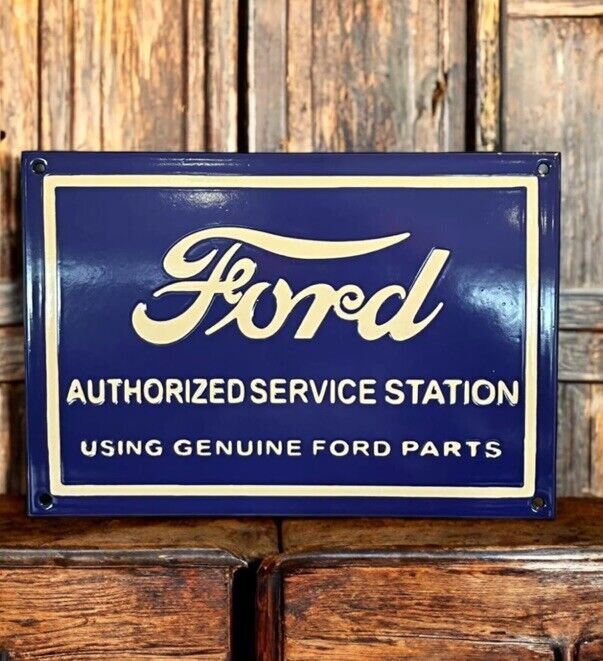 Ford
AUTHORIZED SERVICE STATION
USING GENUINE FORD PARTS